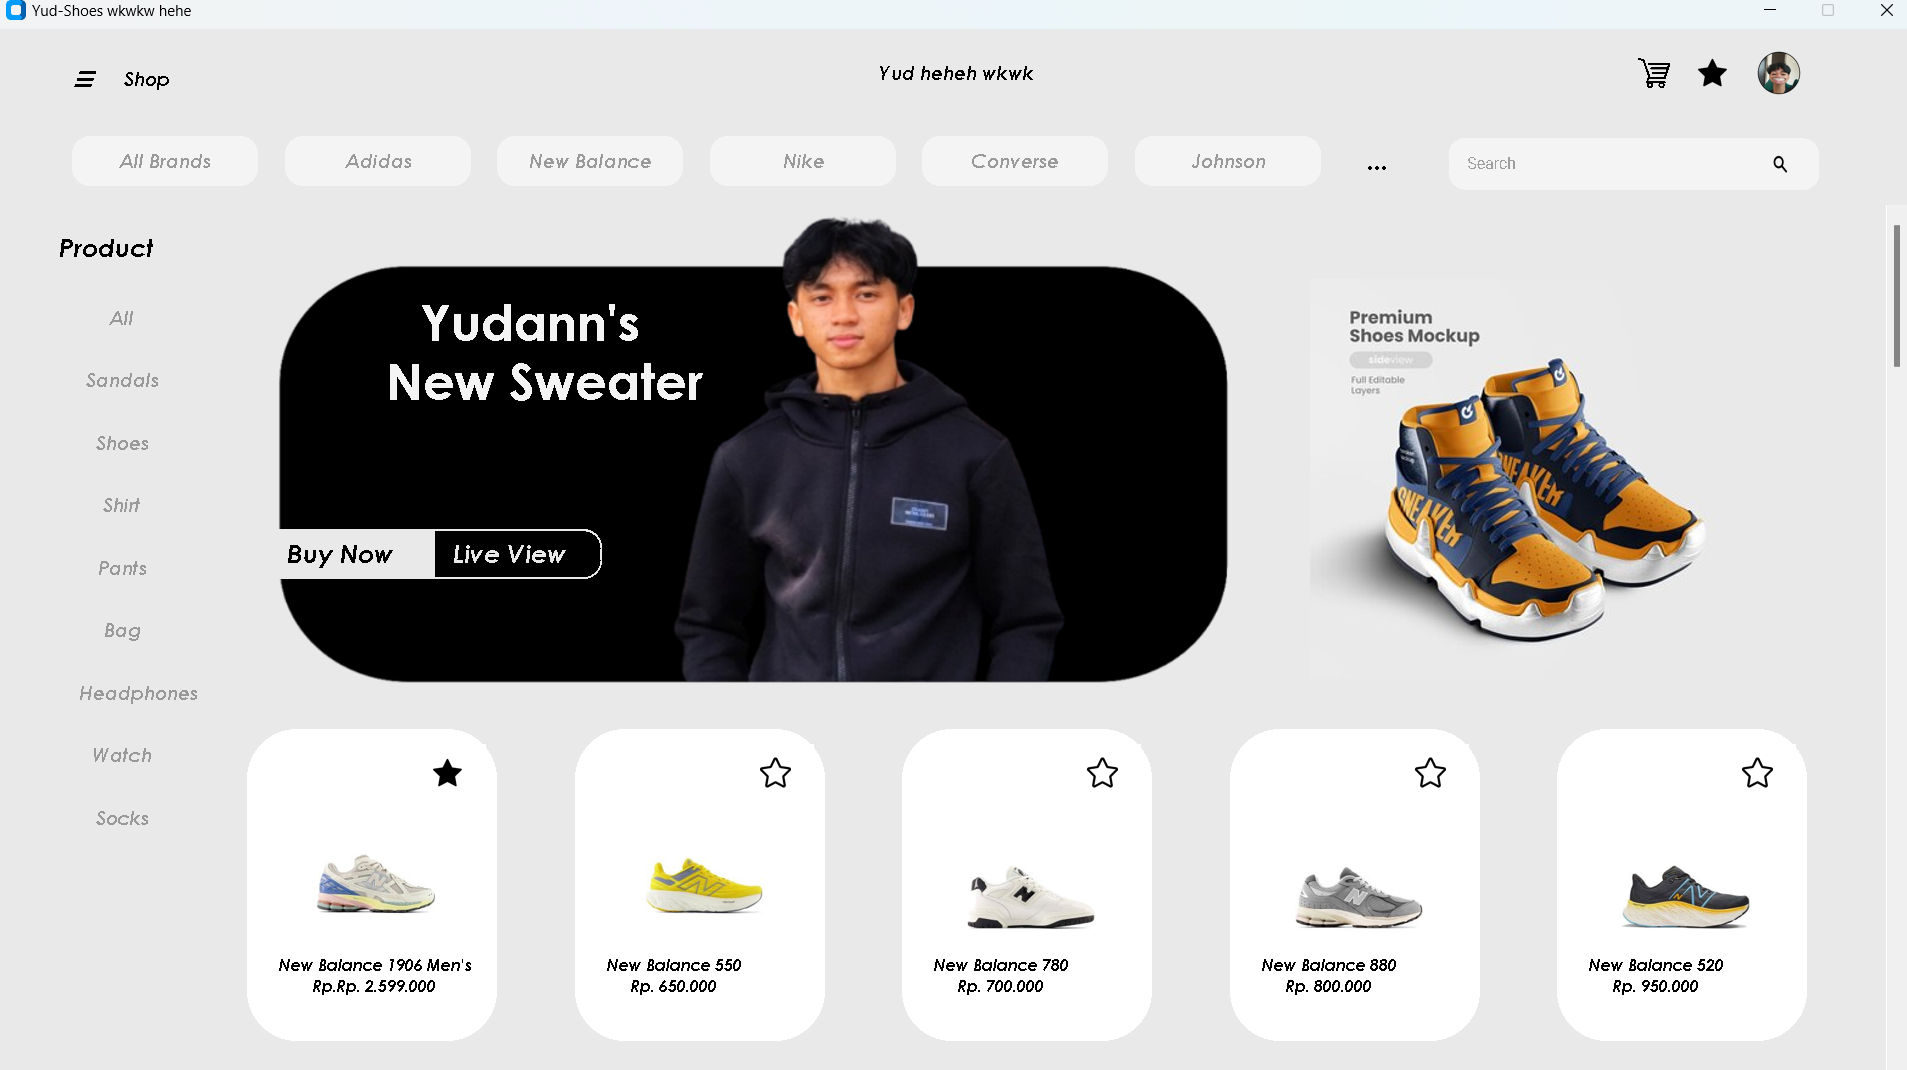 Yud-Shoes wkwkw hehe
Shop
Yud heheh wkwk
All Brands
Adidas
New Balance
Nike
Converse
Johnson
...
Search
Product
All
Sandals
Shoes
Shirt
Pants
Bag
Headphones
Watch
Socks
Yudann's
New Sweater
Buy Now
Live View
Premium
Shoes Mockup
sideview
Full Editable
Layers
SNEAKER
SNEAKER
New Balance 1906 Men's
Rp.Rp. 2.599.000
New Balance 550
Rp. 650.000
New Balance 780
Rp. 700.000
New Balance 880
Rp. 800.000
New Balance 520
Rp. 950.000